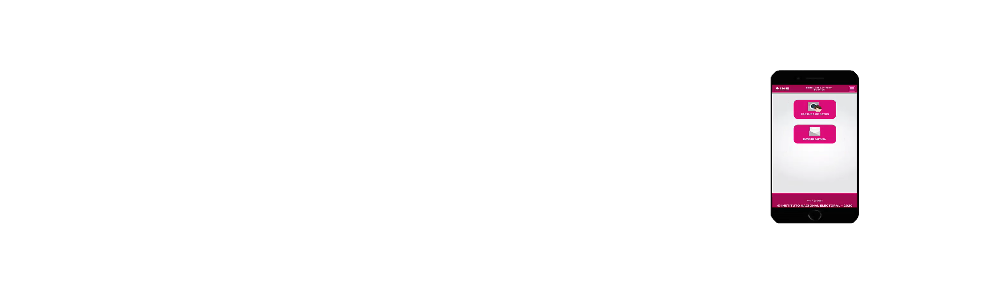 INE
SISTEMA DE CAPTACIÓN
DE DATOS
CAPTURA DE DATOS
ENVÍO DE CAPTURA
V4.7 (b666)
© INSTITUTO NACIONAL ELECTORAL - 2020